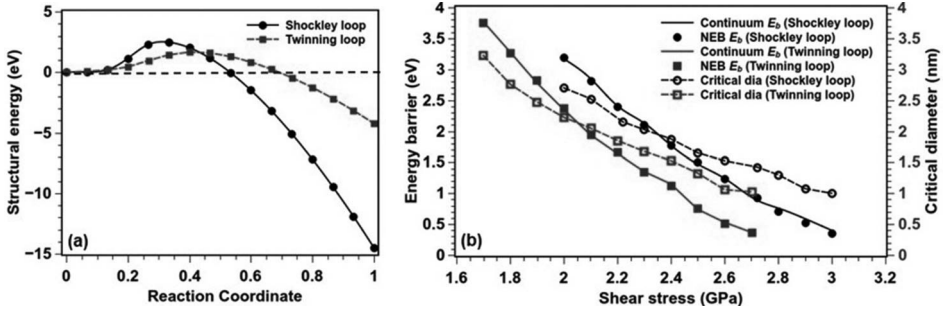 Shockley loop
Twinning loop
Structural energy (eV)
5
0
−5
−10
−15
0
0.2
0.4
0.6
0.8
1
(a)
Reaction Coordinate
Continuum E_b (Shockley loop)
NEB E_b (Shockley loop)
Continuum E_b (Twinning loop)
NEB E_b (Twinning loop)
Critical dia (Shockley loop)
Critical dia (Twinning loop)
Energy barrier (eV)
4
3.5
3
2.5
2
1.5
1
0.5
0
Critical diameter (nm)
4
3.5
3
2.5
2
1.5
1
0.5
0
1.6
1.8
2
2.2
2.4
2.6
2.8
3
3.2
(b)
Shear stress (GPa)